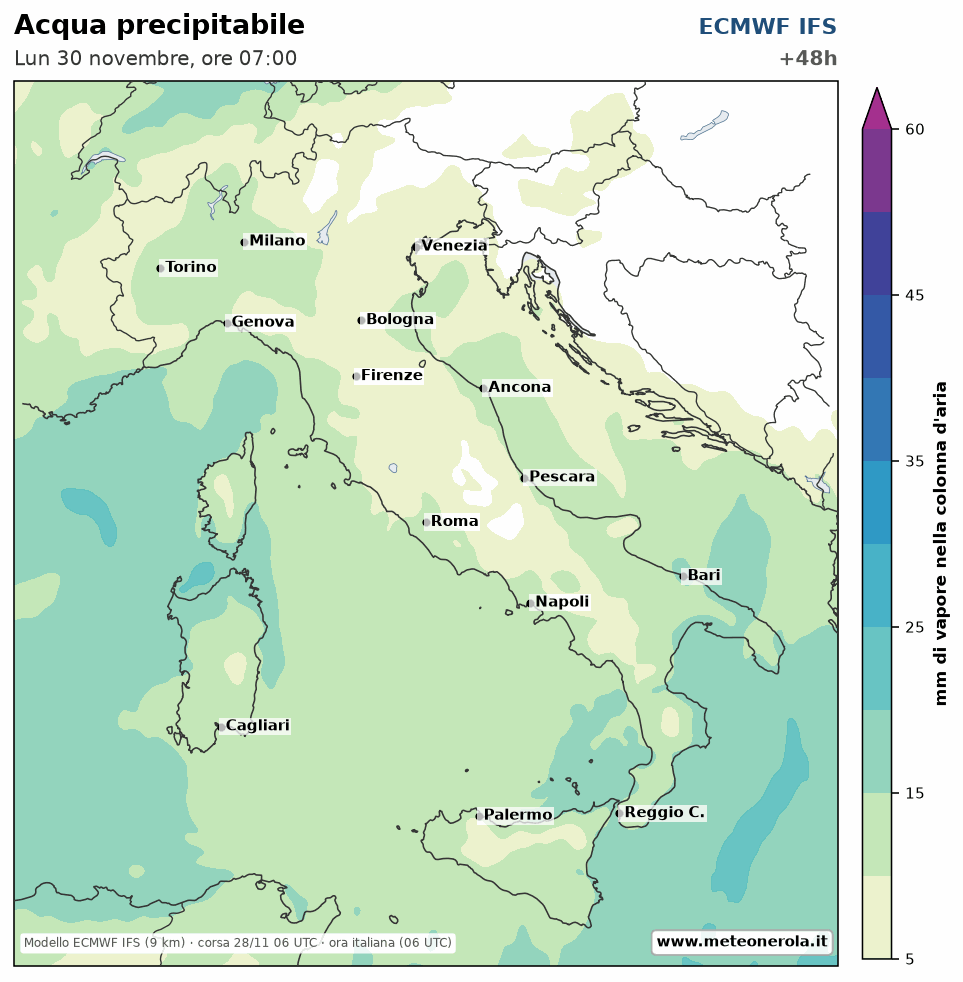 Acqua precipitabile
ECMWF IFS
Lun 30 novembre, ore 07:00
+48h
Milano
Venezia
Torino
Genova
Bologna
Firenze
Ancona
Pescara
Roma
Bari
Napoli
Cagliari
Palermo
Reggio C.
60
45
35
25
15
5
mm di vapore nella colonna d'aria
Modello ECMWF IFS (9 km) · corsa 28/11 06 UTC · ora italiana (06 UTC)
www.meteonerola.it